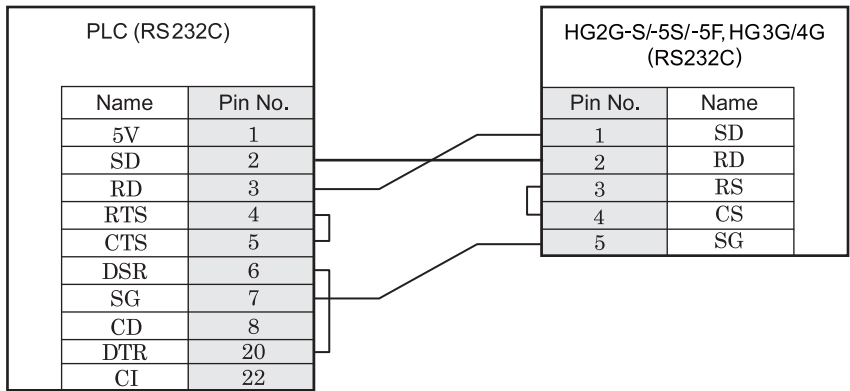 PLC (RS232C)
Name Pin No.
5V 1
SD 2
RD 3
RTS 4
CTS 5
DSR 6
SG 7
CD 8
DTR 20
CI 22
HG2G-S/-5S/-5F, HG3G/4G
(RS232C)
Pin No. Name
1 SD
2 RD
3 RS
4 CS
5 SG